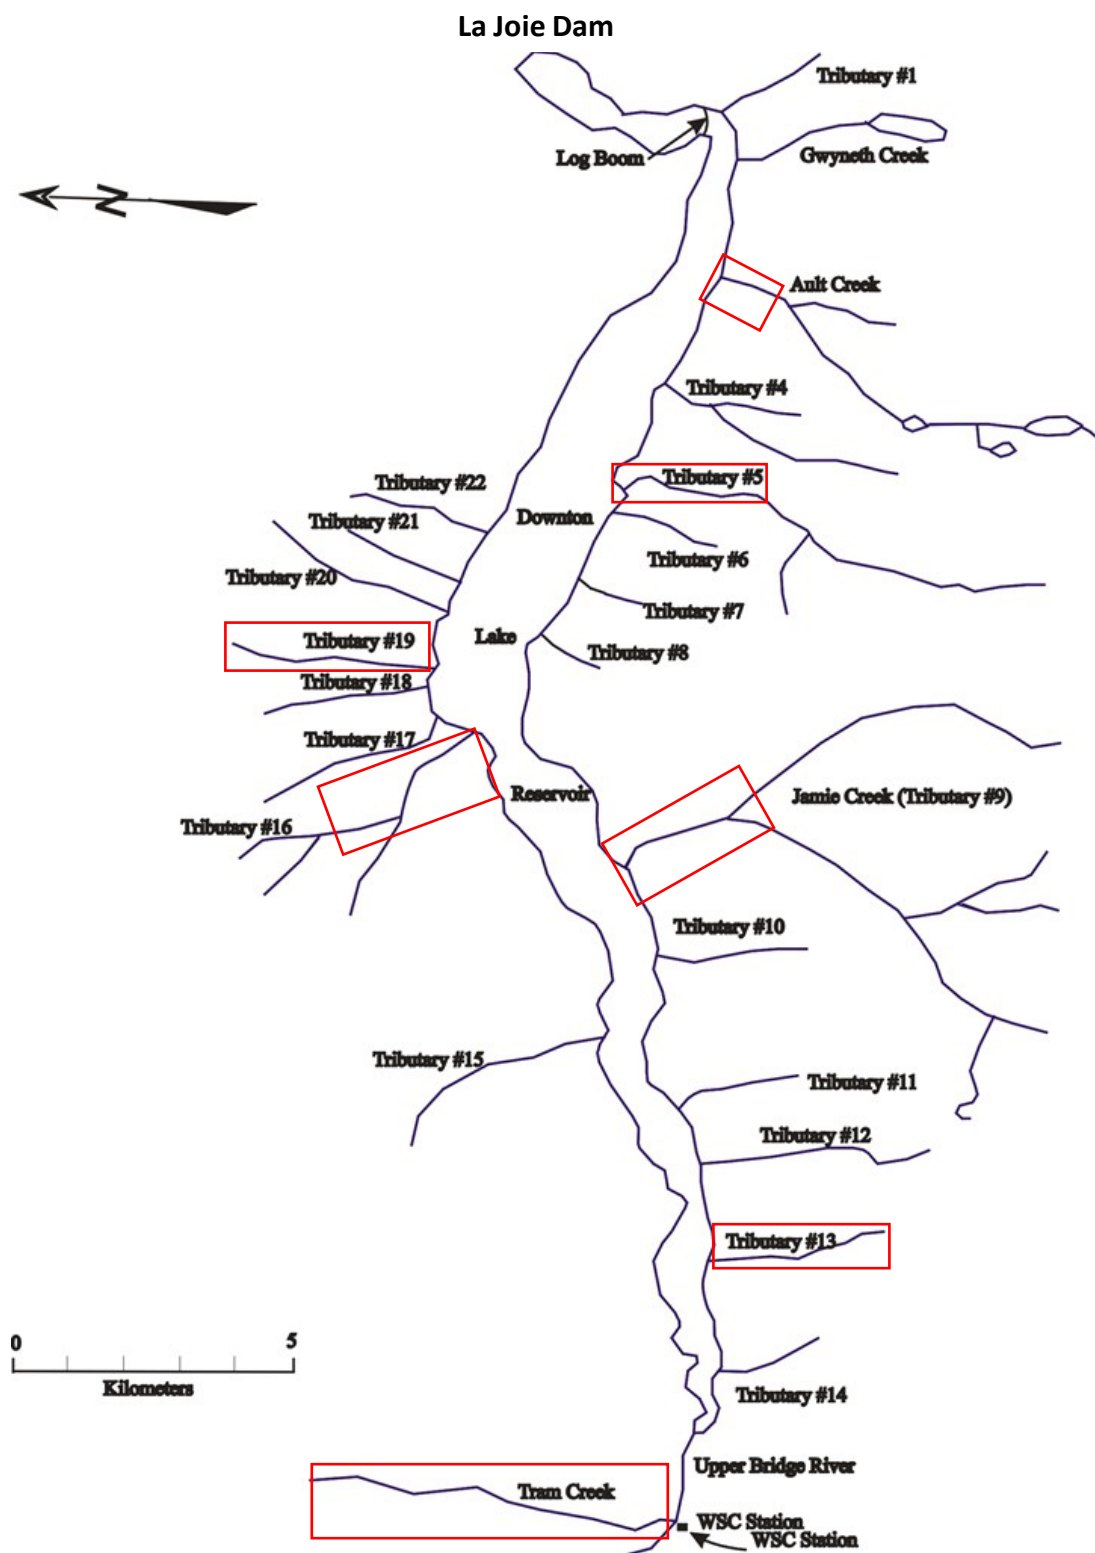 La Joie Dam
Tributary #1
Log Boom
Gwyneth Creek
N
Ault Creek
Tributary #4
Tributary #22
Tributary #5
Tributary #21
Downton
Tributary #6
Tributary #20
Tributary #7
Tributary #19
Lake
Tributary #8
Tributary #18
Tributary #17
Reservoir
Jamie Creek (Tributary #9)
Tributary #16
Tributary #10
Tributary #15
Tributary #11
Tributary #12
Tributary #13
0 5
Kilometers
Tributary #14
Upper Bridge River
Tram Creek
WSC Station
WSC Station